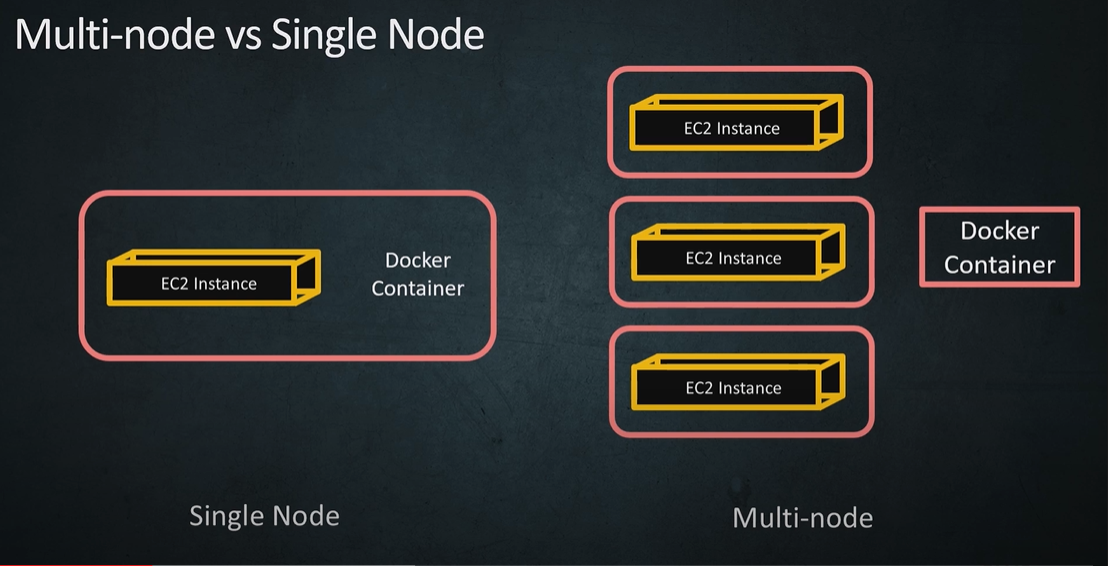 Multi-node vs Single Node
EC2 Instance
Docker
Container
Single Node
EC2 Instance
EC2 Instance
EC2 Instance
Docker
Container
Multi-node